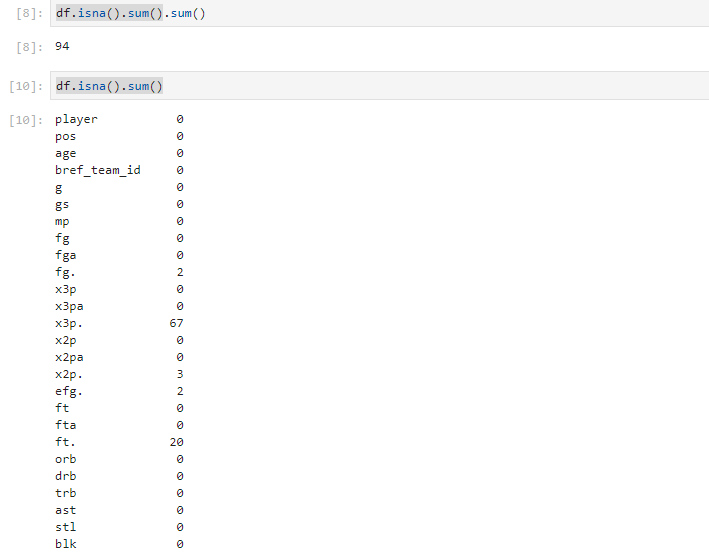 [8]: df.isna().sum().sum()
[8]: 94
[10]: df.isna().sum()
[10]: player 0
pos 0
age 0
bref_team_id 0
g 0
gs 0
mp 0
fg 0
fga 0
fg. 2
x3p 0
x3pa 0
x3p. 67
x2p 0
x2pa 0
x2p. 3
efg. 2
ft 0
fta 0
ft. 20
orb 0
drb 0
trb 0
ast 0
stl 0
blk 0